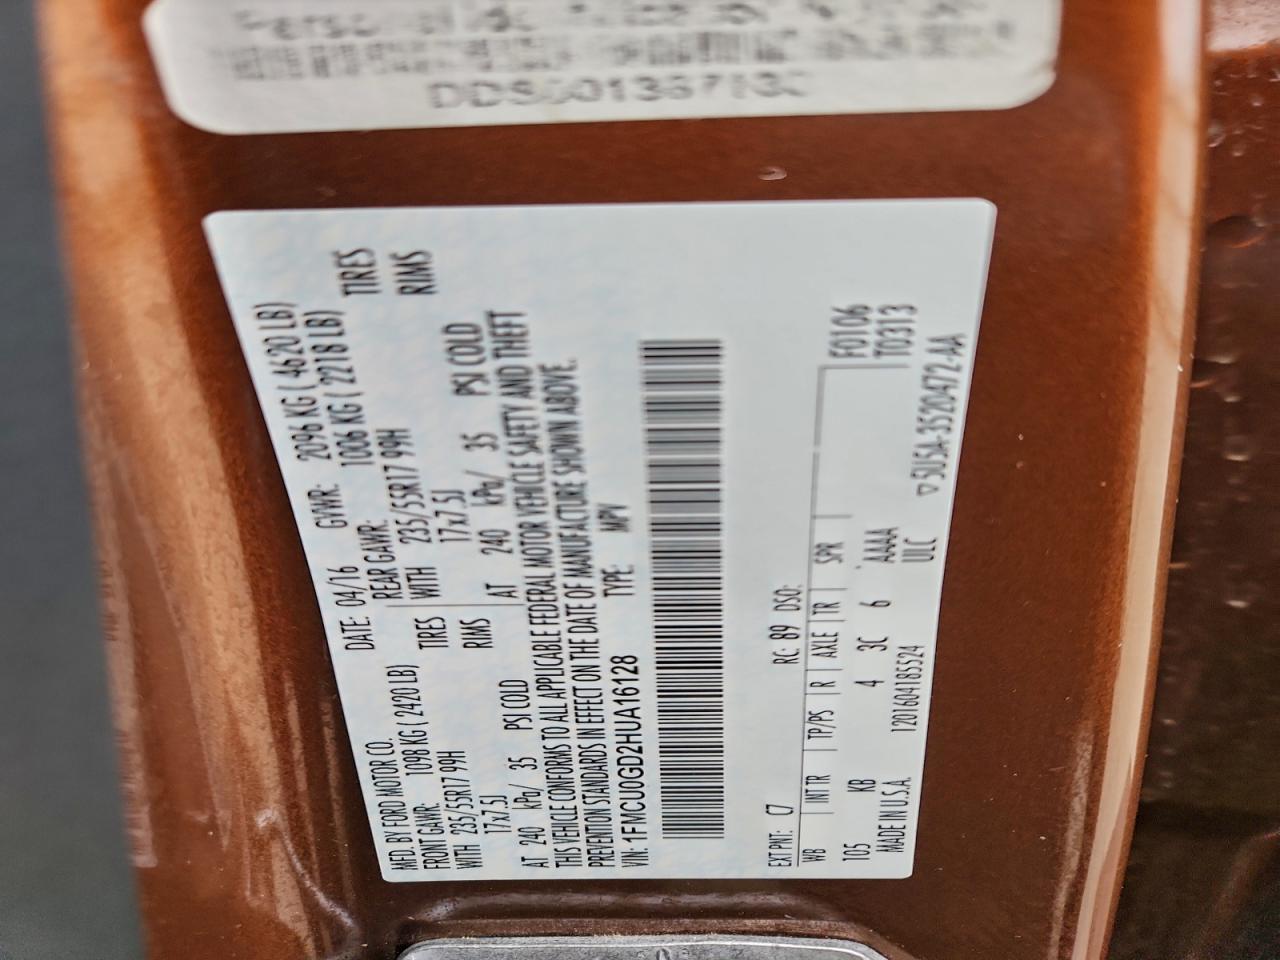 DDS
MFD. BY FORD MOTOR CO. DATE: 04/16 GVWR: 2096 KG ( 4620 LB)
FRONT GAWR: 1098 KG ( 2420 LB) REAR GAWR: 1006 KG ( 2218 LB)
WITH 235/55R17 99H TIRES WITH 235/55R17 99H TIRES
17x7.5J RIMS 17x7.5J RIMS
AT 240 kPa/ 35 PSI COLD AT 240 kPa/ 35 PSI COLD
THIS VEHICLE CONFORMS TO ALL APPLICABLE FEDERAL MOTOR VEHICLE SAFETY AND THEFT
PREVENTION STANDARDS IN EFFECT ON THE DATE OF MANUFACTURE SHOWN ABOVE.
VIN: 1FMCU0GD2HUA16128 TYPE: MPV
EXT PNT: C7 RC: 89 DSO:
WB INT TR TP/PS R AXLE TR SPR F0106
105 KB 4 3C 6 AAAA T0313
MADE IN U.S.A. 1201604185524 ULC
▽5U5A-3520472-AA